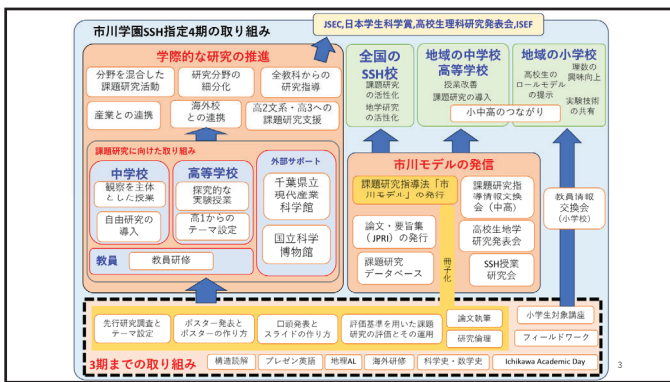 市川学園SSH指定4期の取り組み
JSEC,日本学生科学賞,高校生理科研究発表会,ISEF
学際的な研究の推進
分野を混合した
課題研究活動
研究分野の
細分化
全教科からの
研究指導
産業との連携
海外校
との連携
高2文系・高3への
課題研究支援
課題研究に向けた取り組み
中学校
観察を主体
とした授業
自由研究の
導入
高等学校
探究的な
実験授業
高1からの
テーマ設定
教員
教員研修
外部サポート
千葉県立
現代産業
科学館
国立科学
博物館
全国の
SSH校
課題研究
の活性化
地学研究
の活性化
地域の中学校
高等学校
授業改善
課題研究の導入
地域の小学校
高校生の
ロールモデル
の提示
理数の
興味向上
実験技術
の共有
小中高のつながり
市川モデルの発信
課題研究指導法「市
川モデル」の発行
論文・要旨集
(JPRI)の発行
課題研究
データベース
課題研究指
導情報交換
会(中高)
高校生地学
研究発表会
SSH授業
研究会
教員情報
交換会
(小学校)
冊子化
先行研究調査と
テーマ設定
ポスター発表と
ポスターの作り方
口頭発表と
スライドの作り方
評価基準を用いた課題
研究の評価とその運用
論文執筆
研究倫理
小学生対象講座
フィールドワーク
3期までの取り組み
構造読解
プレゼン英語
地理AL
海外研修
科学史・数学史
Ichikawa Academic Day
3